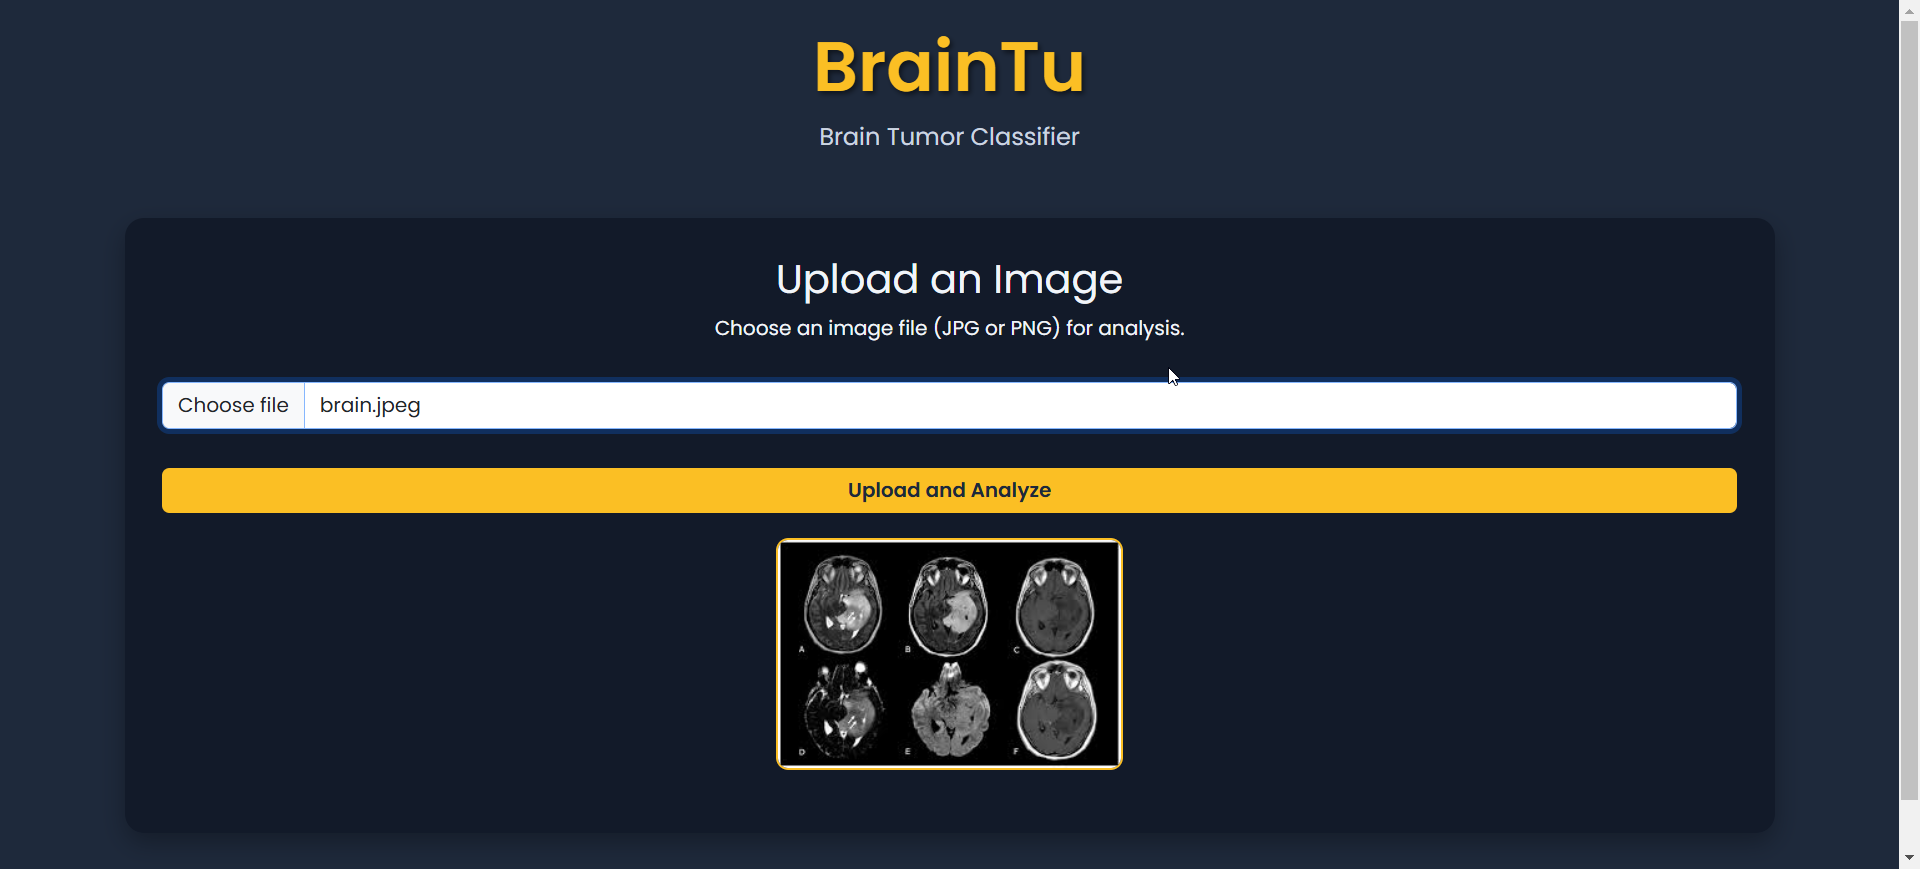 BrainTu
Brain Tumor Classifier
Upload an Image
Choose an image file (JPG or PNG) for analysis.
Choose file brain.jpeg
Upload and Analyze
A B C
D E F